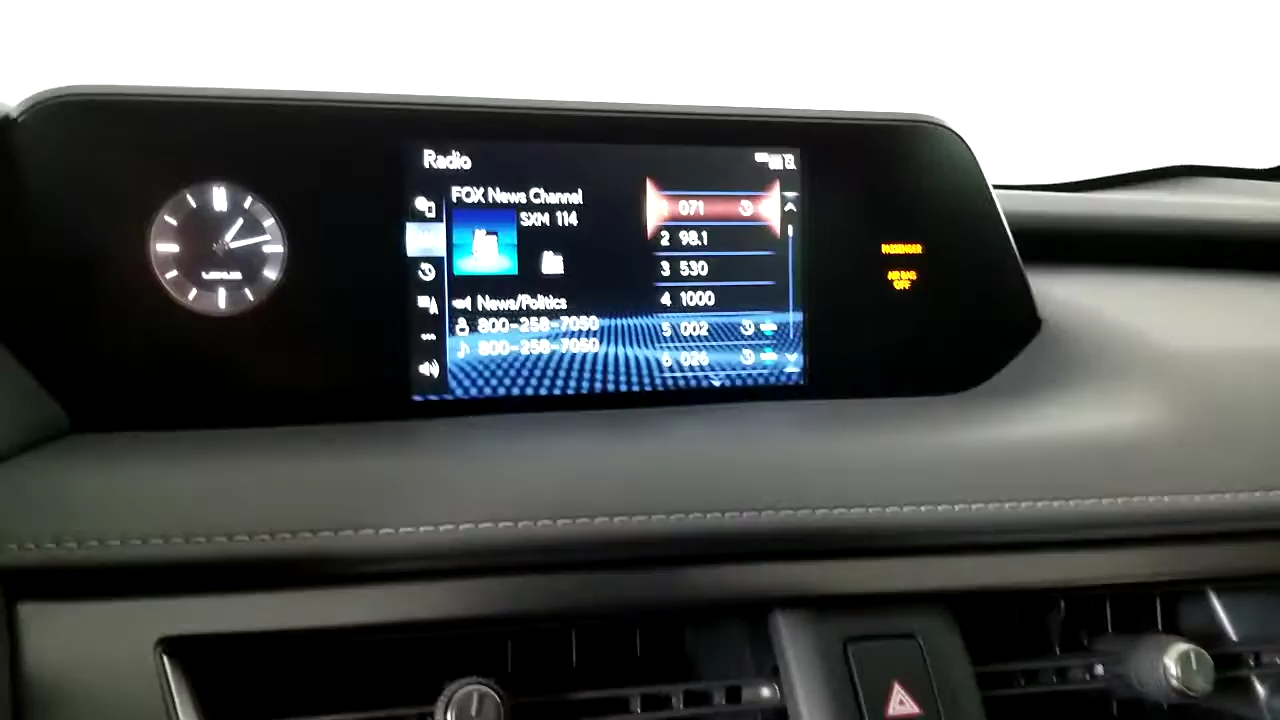 Radio
FOX News Channel
SXM 114
News/Politics
800-258-7050
800-258-7050
071
2 98.1
3 530
4 1000
5 002
6 026
LEXUS
PASSENGER
AIR BAG
OFF